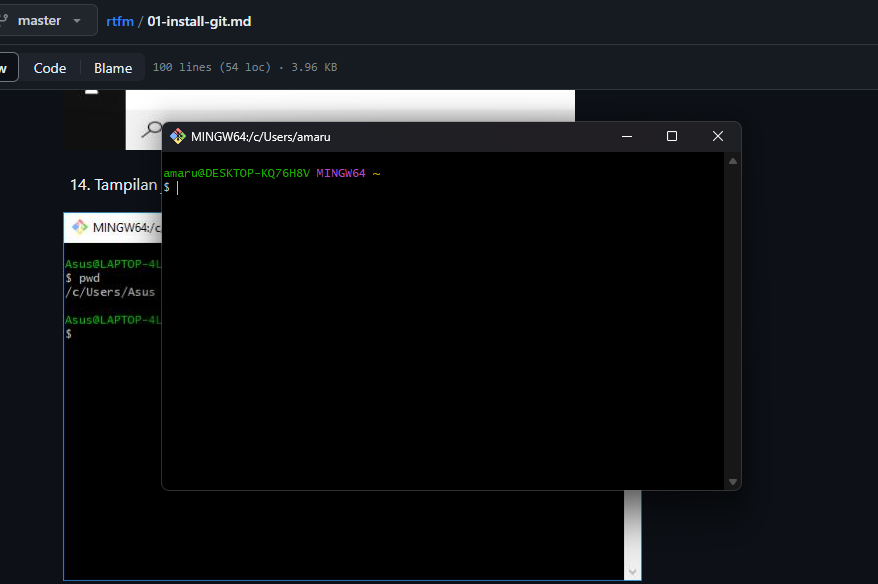 master
rtfm / 01-install-git.md
Code
Blame
100 lines (54 loc) · 3.96 KB
14. Tampilan
MINGW64:/c/Users/amaru
amaru@DESKTOP-KQ76H8V MINGW64 ~
$
MINGW64:/c
Asus@LAPTOP-4L
$ pwd
/c/Users/Asus
Asus@LAPTOP-4L
$